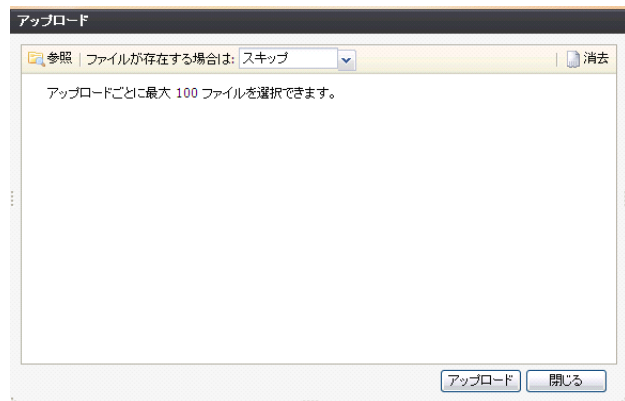 アップロード
参照 | ファイルが存在する場合は: スキップ | 消去
アップロードごとに最大 100 ファイルを選択できます。
アップロード 閉じる